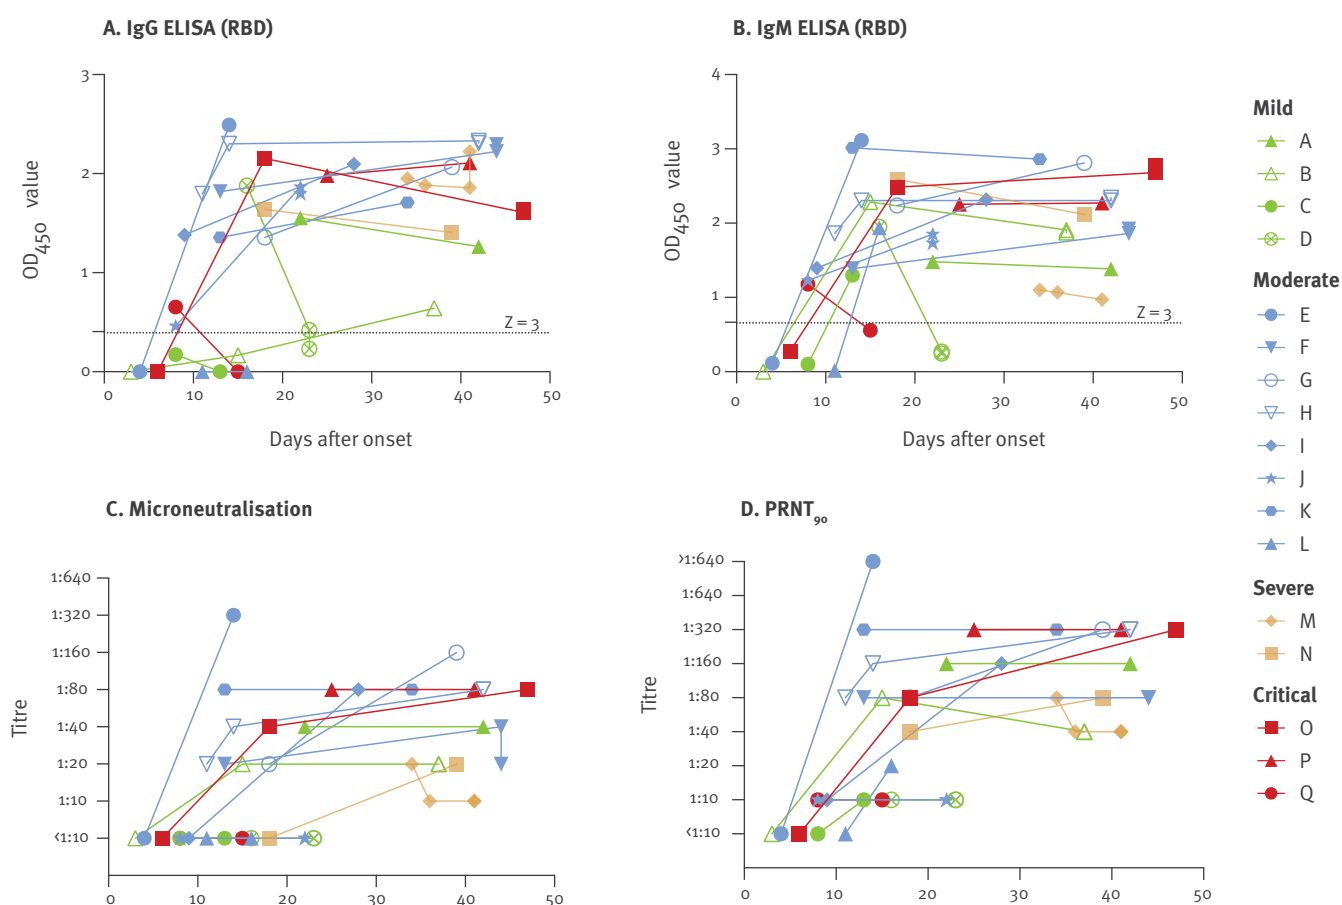 A. IgG ELISA (RBD)
3
2
1
0
OD450 value
Z = 3
0 10 20 30 40 50
Days after onset
B. IgM ELISA (RBD)
4
3
2
1
0
OD450 value
Z = 3
0 10 20 30 40 50
Days after onset
C. Microneutralisation
1:640
1:320
1:160
1:80
1:40
1:20
1:10
<1:10
Titre
0 10 20 30 40 50
D. PRNT90
>1:640
1:640
1:320
1:160
1:80
1:40
1:20
1:10
<1:10
Titre
0 10 20 30 40 50
Mild
A
B
C
D
Moderate
E
F
G
H
I
J
K
L
Severe
M
N
Critical
O
P
Q